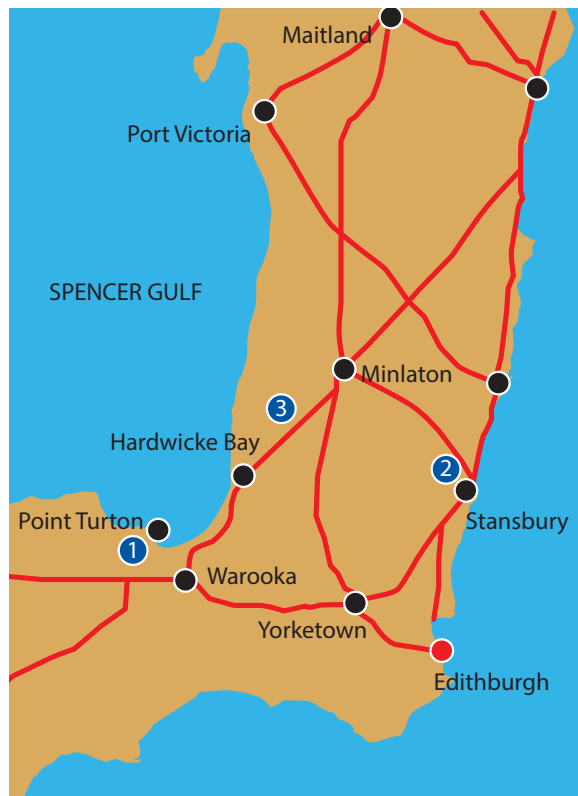 Maitland
Port Victoria
SPENCER GULF
Minlaton
3
Hardwicke Bay
2
Point Turton
Stansbury
1
Warooka
Yorketown
Edithburgh